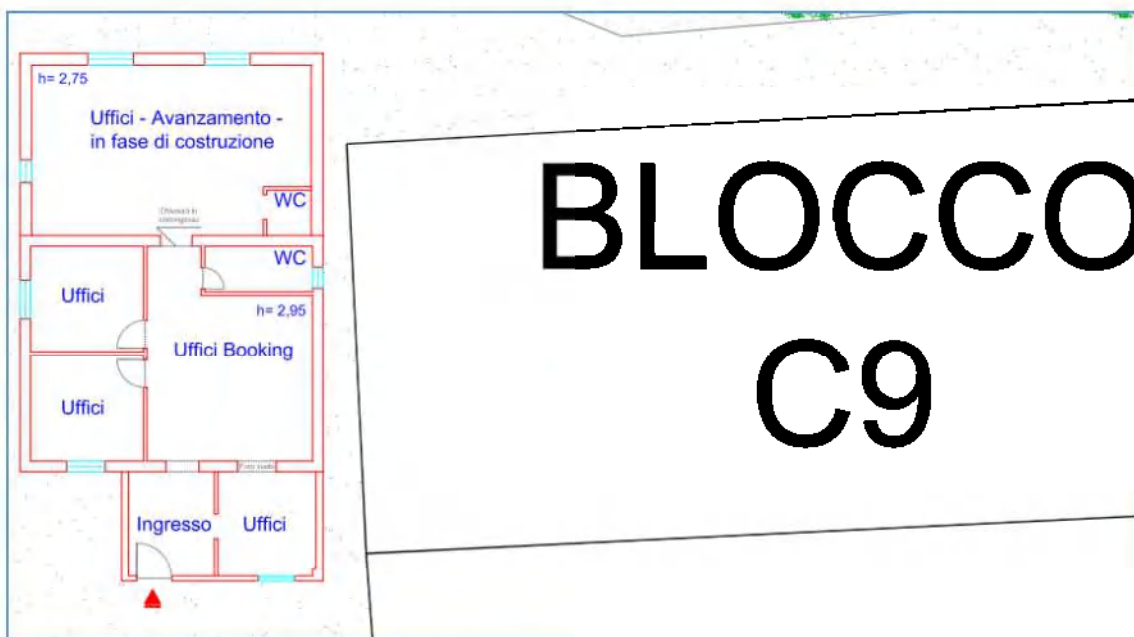 h= 2,75
Uffici - Avanzamento -
in fase di costruzione
WC
WC
Uffici
h= 2,95
Uffici Booking
Uffici
Ingresso
Uffici
BLOCCO
C9